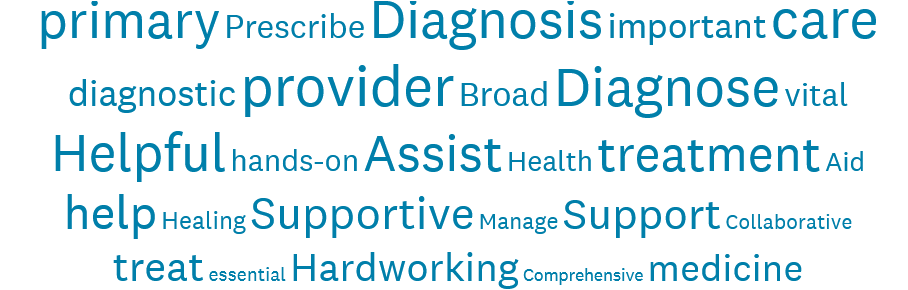 primary Prescribe Diagnosis important care
diagnostic provider Broad Diagnose vital
Helpful hands-on Assist Health treatment Aid
help Healing Supportive Manage Support Collaborative
treat essential Hardworking Comprehensive medicine